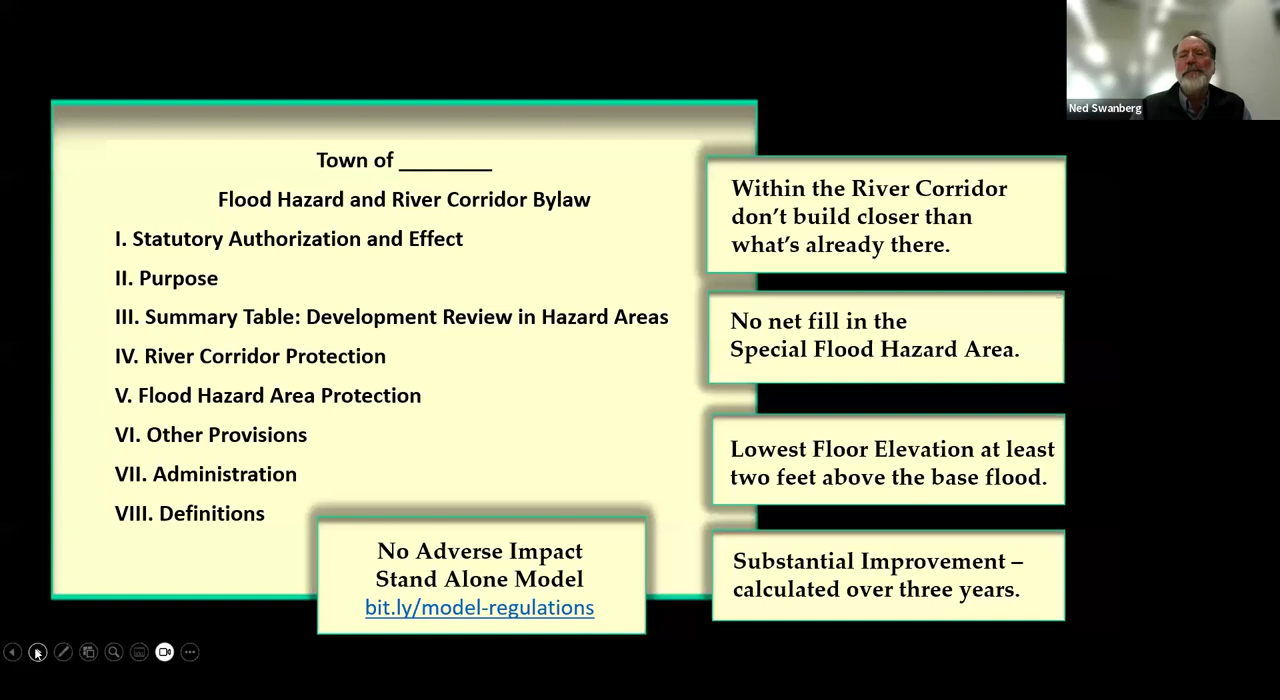 Ned Swanberg
Town of ________
Flood Hazard and River Corridor Bylaw
I. Statutory Authorization and Effect
II. Purpose
III. Summary Table: Development Review in Hazard Areas
IV. River Corridor Protection
V. Flood Hazard Area Protection
VI. Other Provisions
VII. Administration
VIII. Definitions
No Adverse Impact
Stand Alone Model
bit.ly/model-regulations
Within the River Corridor
don’t build closer than
what’s already there.
No net fill in the
Special Flood Hazard Area.
Lowest Floor Elevation at least
two feet above the base flood.
Substantial Improvement –
calculated over three years.